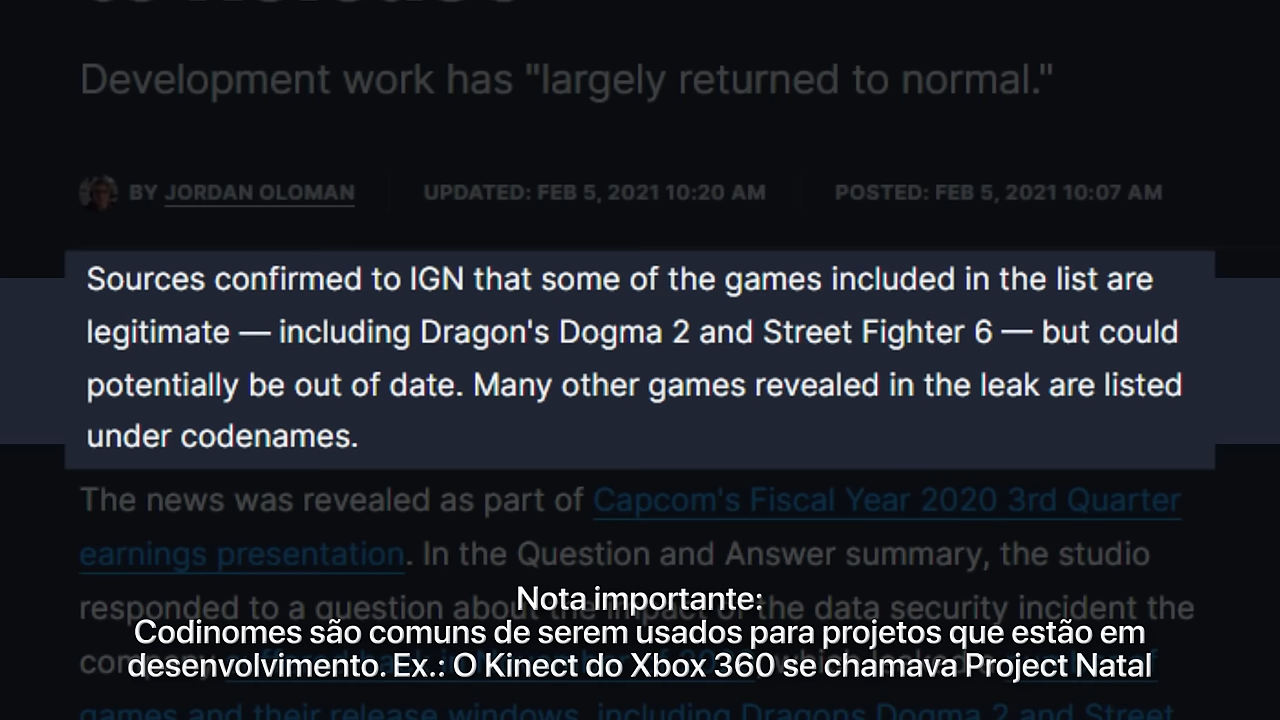 Development work has "largely returned to normal."
BY JORDAN OLOMAN
UPDATED: FEB 5, 2021 10:20 AM
POSTED: FEB 5, 2021 10:07 AM
Sources confirmed to IGN that some of the games included in the list are
legitimate — including Dragon's Dogma 2 and Street Fighter 6 — but could
potentially be out of date. Many other games revealed in the leak are listed
under codenames.
The news was revealed as part of Capcom's Fiscal Year 2020 3rd Quarter
earnings presentation. In the Question and Answer summary, the studio
responded to a question about the impact of the data security incident the
Nota importante:
Codinomes são comuns de serem usados para projetos que estão em
desenvolvimento. Ex.: O Kinect do Xbox 360 se chamava Project Natal
games and their release windows, including Dragons Dogma 2 and Street